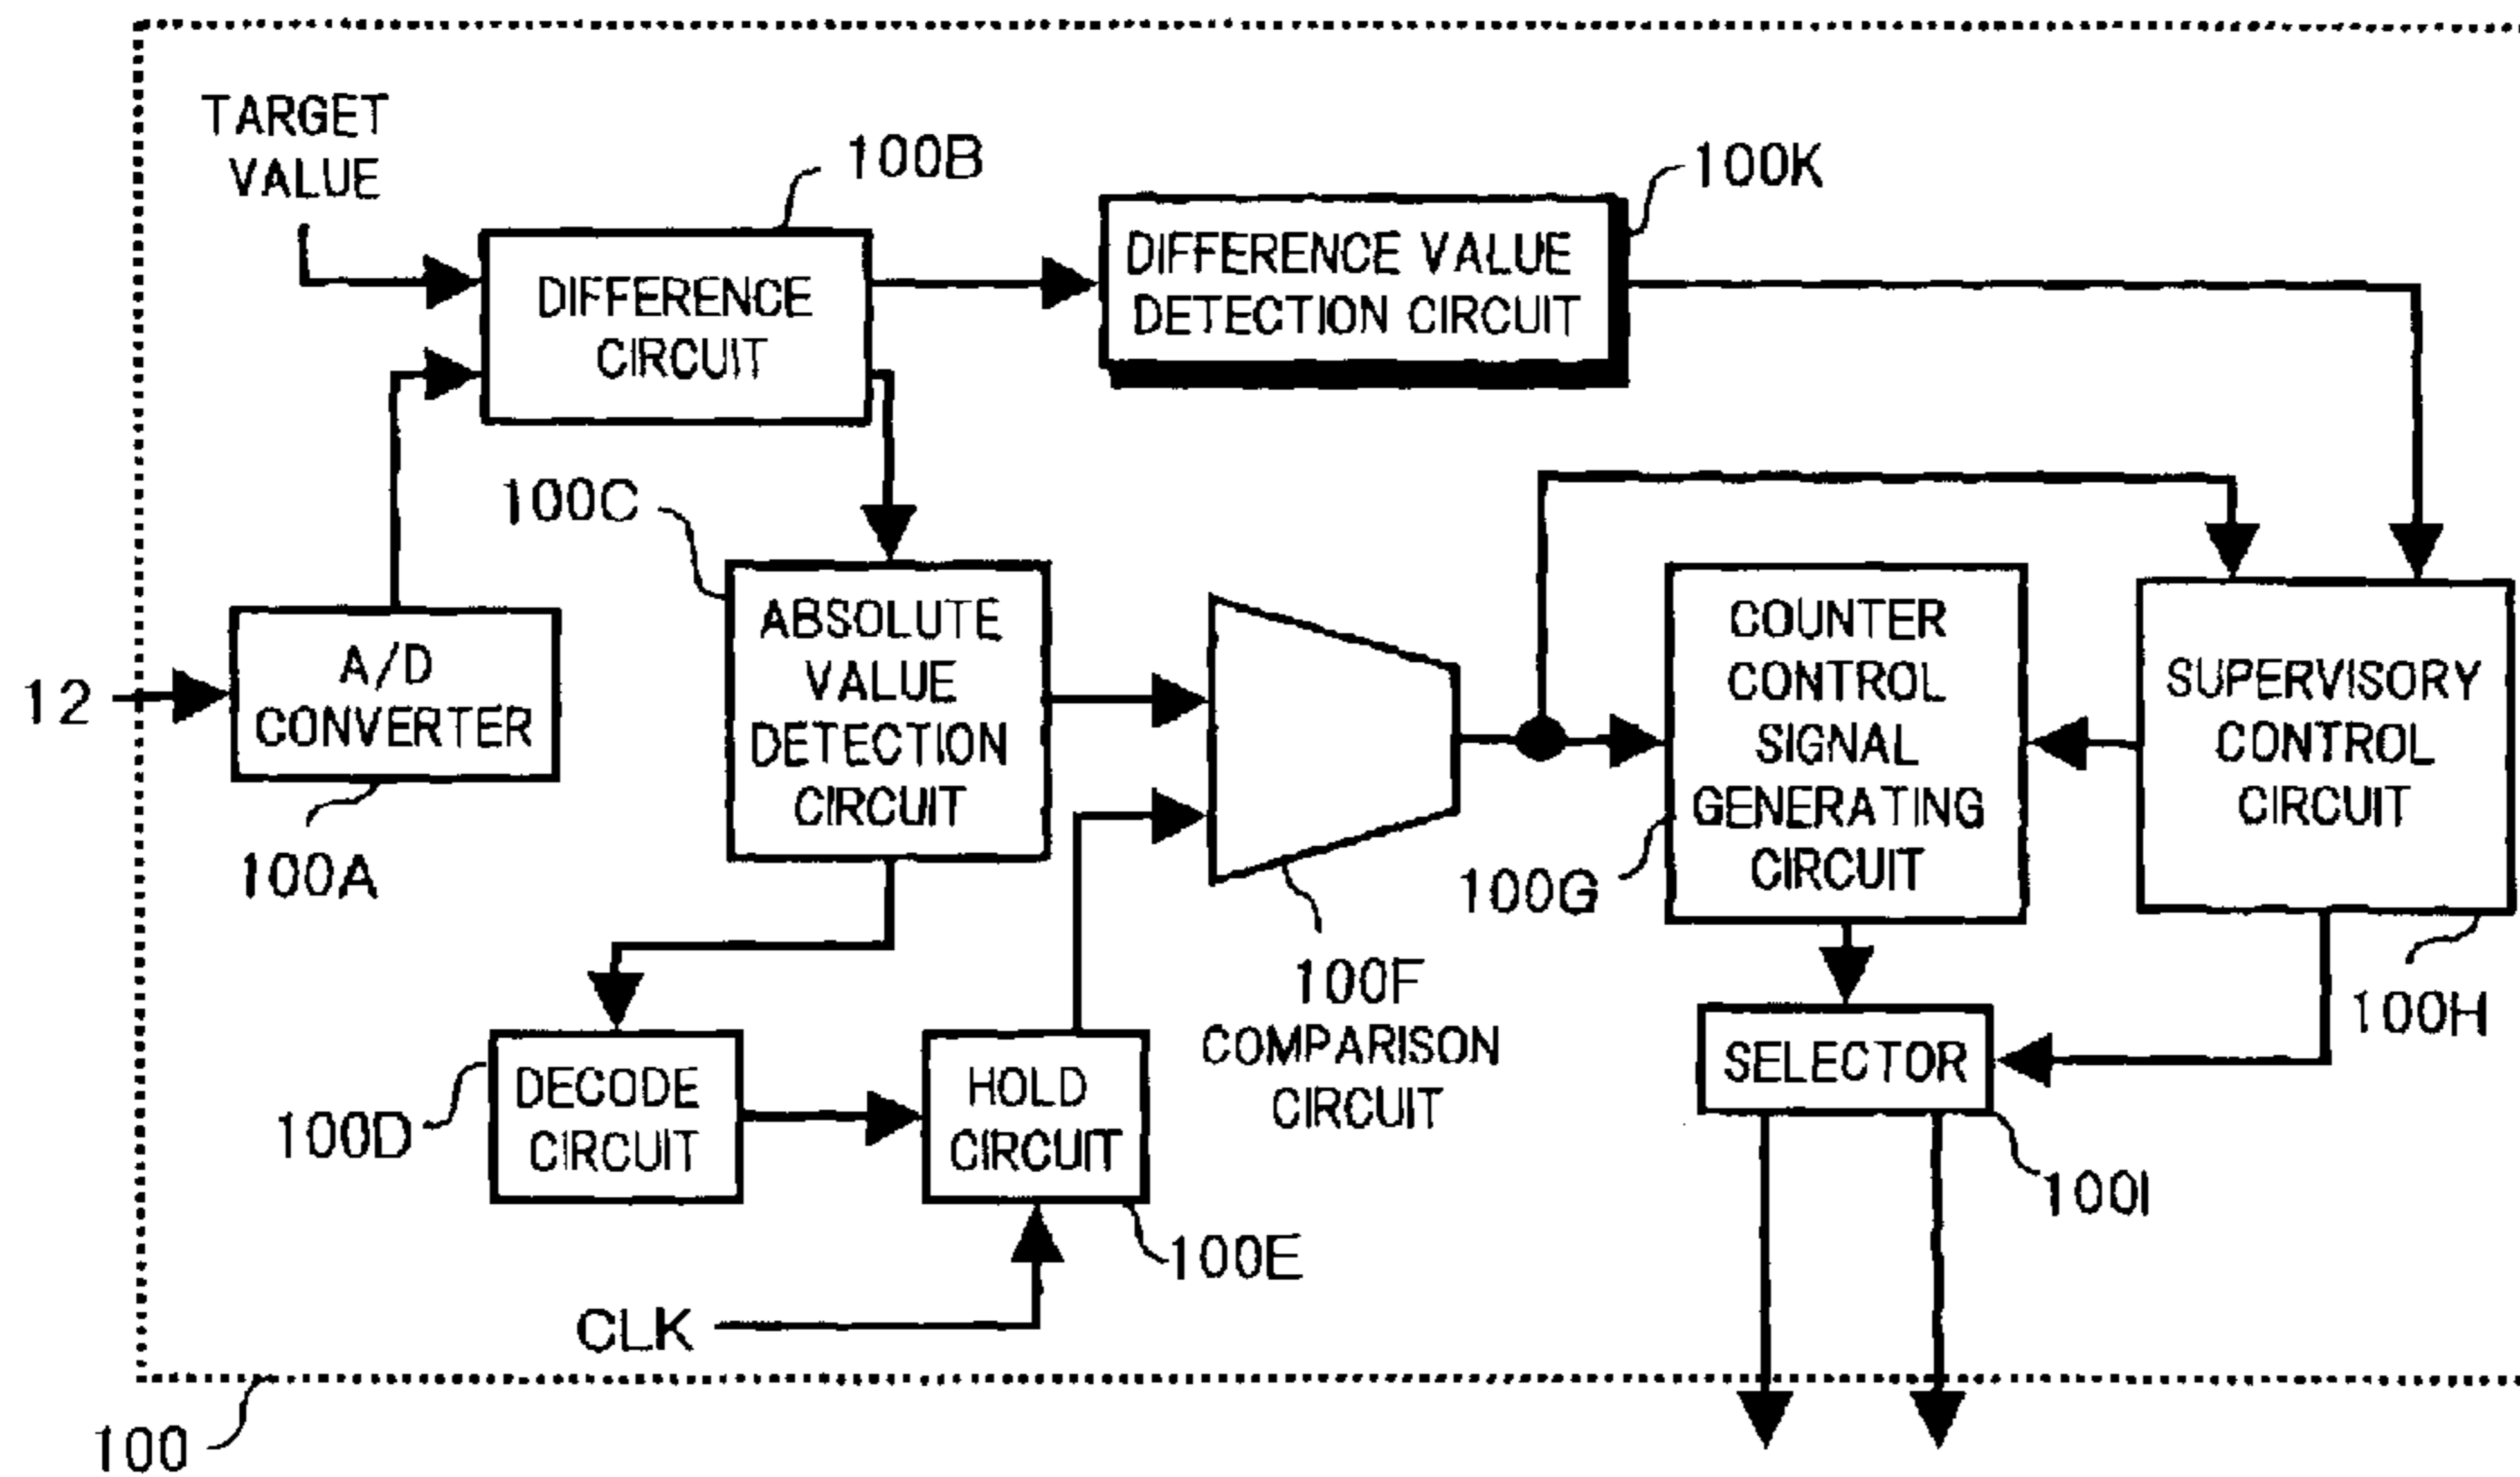 TARGET
VALUE
100B
100K
DIFFERENCE
CIRCUIT
DIFFERENCE VALUE
DETECTION CIRCUIT
100C
12
A/D
CONVERTER
100A
ABSOLUTE
VALUE
DETECTION
CIRCUIT
COUNTER
CONTROL
SIGNAL
GENERATING
CIRCUIT
100G
SUPERVISORY
CONTROL
CIRCUIT
100H
100F
COMPARISON
CIRCUIT
100D
DECODE
CIRCUIT
HOLD
CIRCUIT
100E
SELECTOR
100I
CLK
100